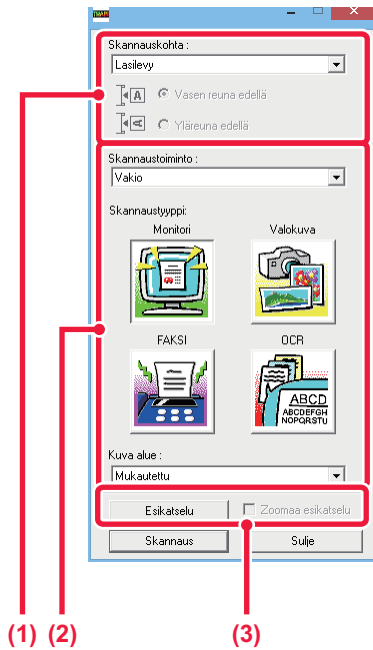 TWAIN
Skannauskohta :
Lasilevy
A Vasen reuna edellä
A Yläreuna edellä
Skannaustoiminto :
Vakio
Skannaustyyppi:
Monitori Valokuva
FAKSI OCR
ABCD
ABCDEFGH
NOPQRSTU
Kuva alue :
Mukautettu
Esikatselu Zoomaa esikatselu
Skannaus Sulje
(1) (2) (3)